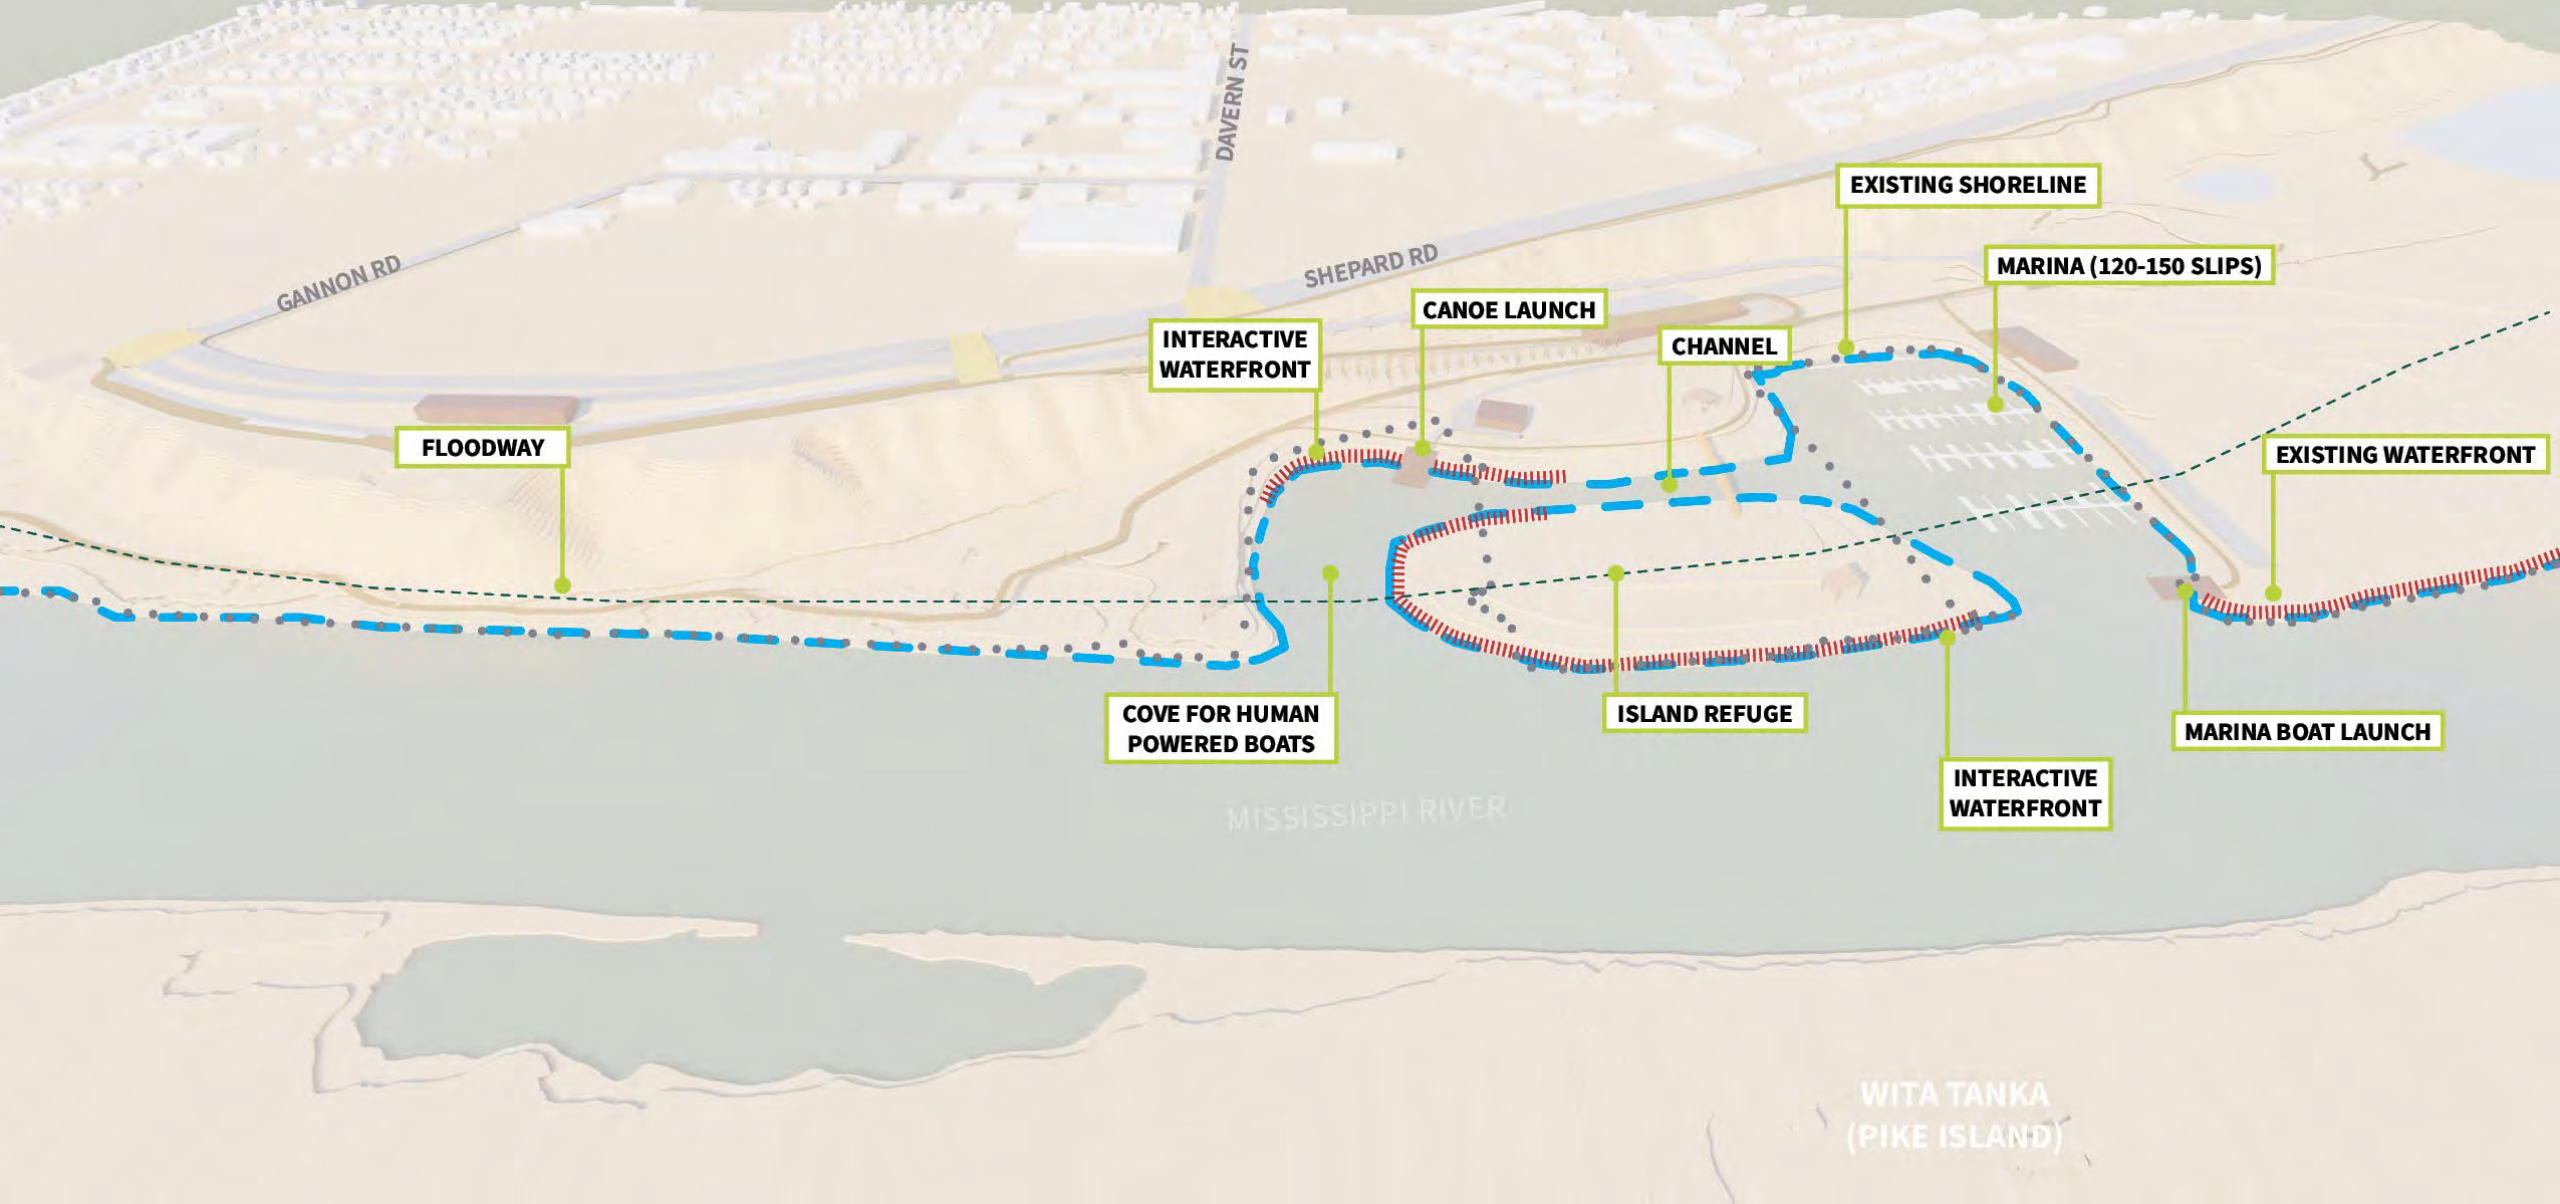 DAVERN ST
EXISTING SHORELINE
MARINA (120-150 SLIPS)
GANNON RD
SHEPARD RD
CANOE LAUNCH
INTERACTIVE
WATERFRONT
CHANNEL
FLOODWAY
EXISTING WATERFRONT
COVE FOR HUMAN
POWERED BOATS
ISLAND REFUGE
MARINA BOAT LAUNCH
INTERACTIVE
WATERFRONT
MISSISSIPPI RIVER
WITA TANKA
(PIKE ISLAND)